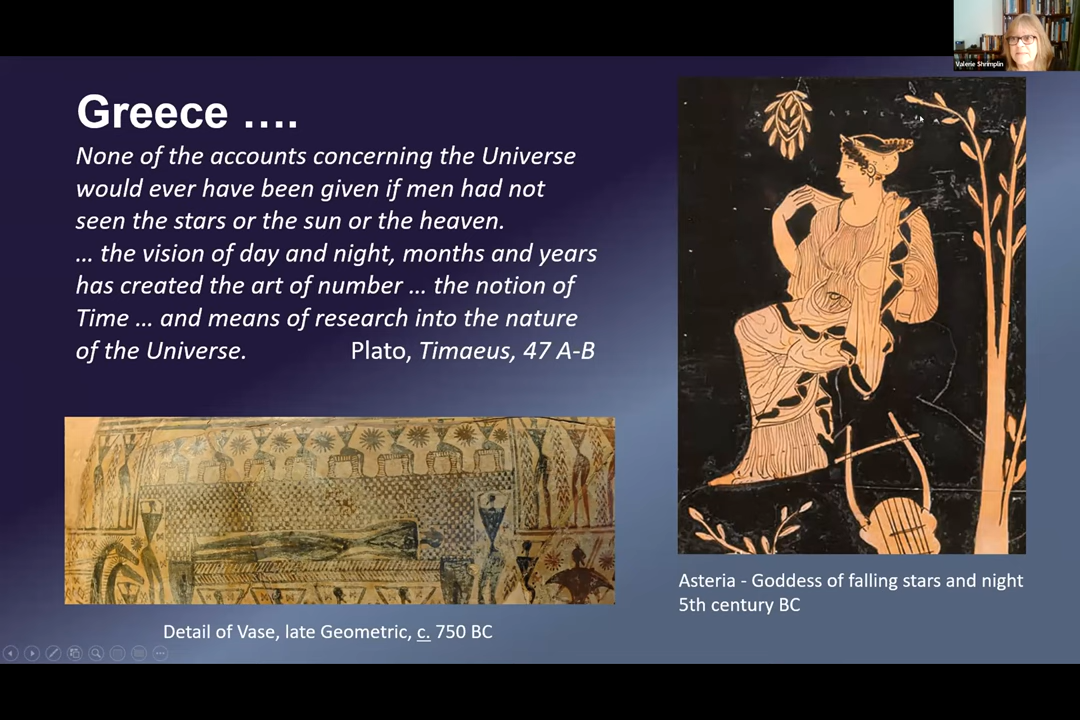 Valerie Shrimplin
Greece ….
None of the accounts concerning the Universe
would ever have been given if men had not
seen the stars or the sun or the heaven.
… the vision of day and night, months and years
has created the art of number … the notion of
Time … and means of research into the nature
of the Universe. Plato, Timaeus, 47 A-B
Asteria - Goddess of falling stars and night
5th century BC
Detail of Vase, late Geometric, c. 750 BC